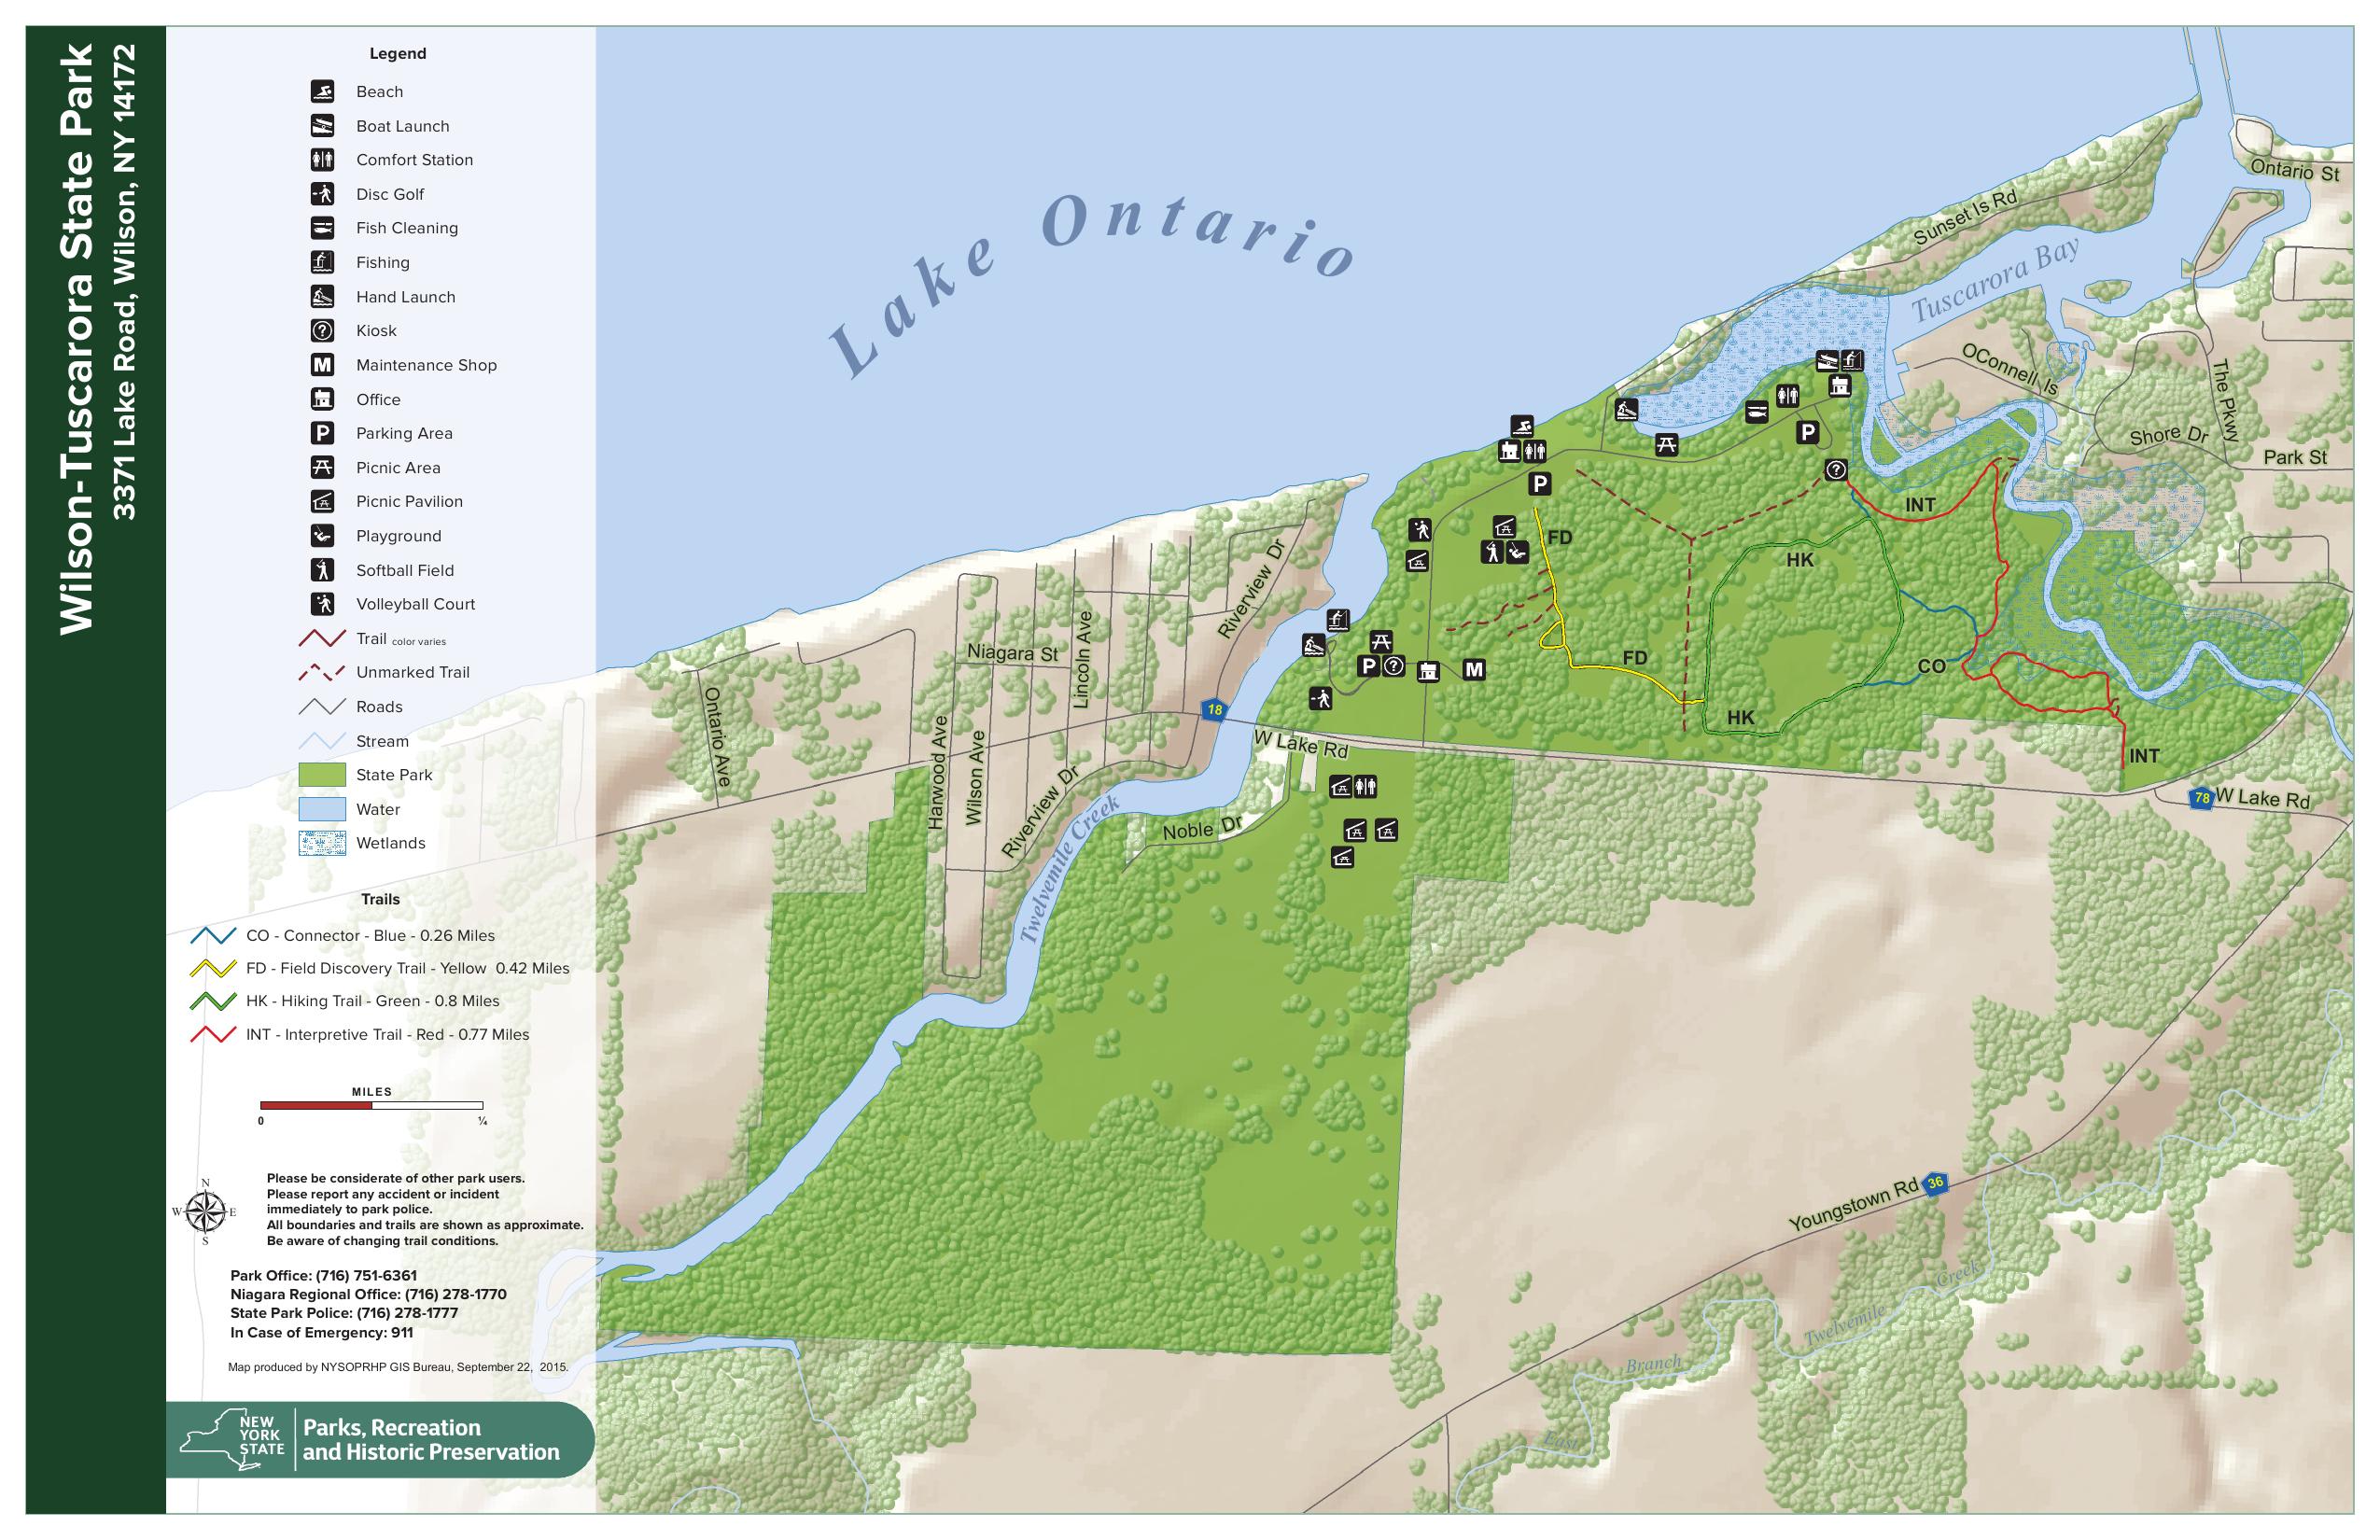 Wilson-Tuscarora State Park
3371 Lake Road, Wilson, NY 14172
Legend
Beach
Boat Launch
Comfort Station
Disc Golf
Fish Cleaning
Fishing
Hand Launch
Kiosk
M Maintenance Shop
Office
P Parking Area
Picnic Area
Picnic Pavilion
Playground
Softball Field
Volleyball Court
Trail color varies
Unmarked Trail
Roads
Stream
State Park
Water
Wetlands
Trails
CO - Connector - Blue - 0.26 Miles
FD - Field Discovery Trail - Yellow 0.42 Miles
HK - Hiking Trail - Green - 0.8 Miles
INT - Interpretive Trail - Red - 0.77 Miles
MILES
0 ¼
N
W E
S
Please be considerate of other park users.
Please report any accident or incident
immediately to park police.
All boundaries and trails are shown as approximate.
Be aware of changing trail conditions.
Park Office: (716) 751-6361
Niagara Regional Office: (716) 278-1770
State Park Police: (716) 278-1777
In Case of Emergency: 911
Map produced by NYSOPRHP GIS Bureau, September 22, 2015.
NEW
YORK
STATE
Parks, Recreation
and Historic Preservation
Lake Ontario
Ontario St
Sunset Is Rd
Tuscarora Bay
OConnell Is
The Pkwy
Shore Dr
Park St
P
P
?
INT
FD
HK
Riverview Dr
Niagara St
Lincoln Ave
P ?
M
FD
CO
Ontario Ave
18
HK
W Lake Rd
INT
78 W Lake Rd
Harwood Ave
Wilson Ave
Riverview Dr
Noble Dr
Twelvemile Creek
Youngstown Rd 36
East Branch Twelvemile Creek